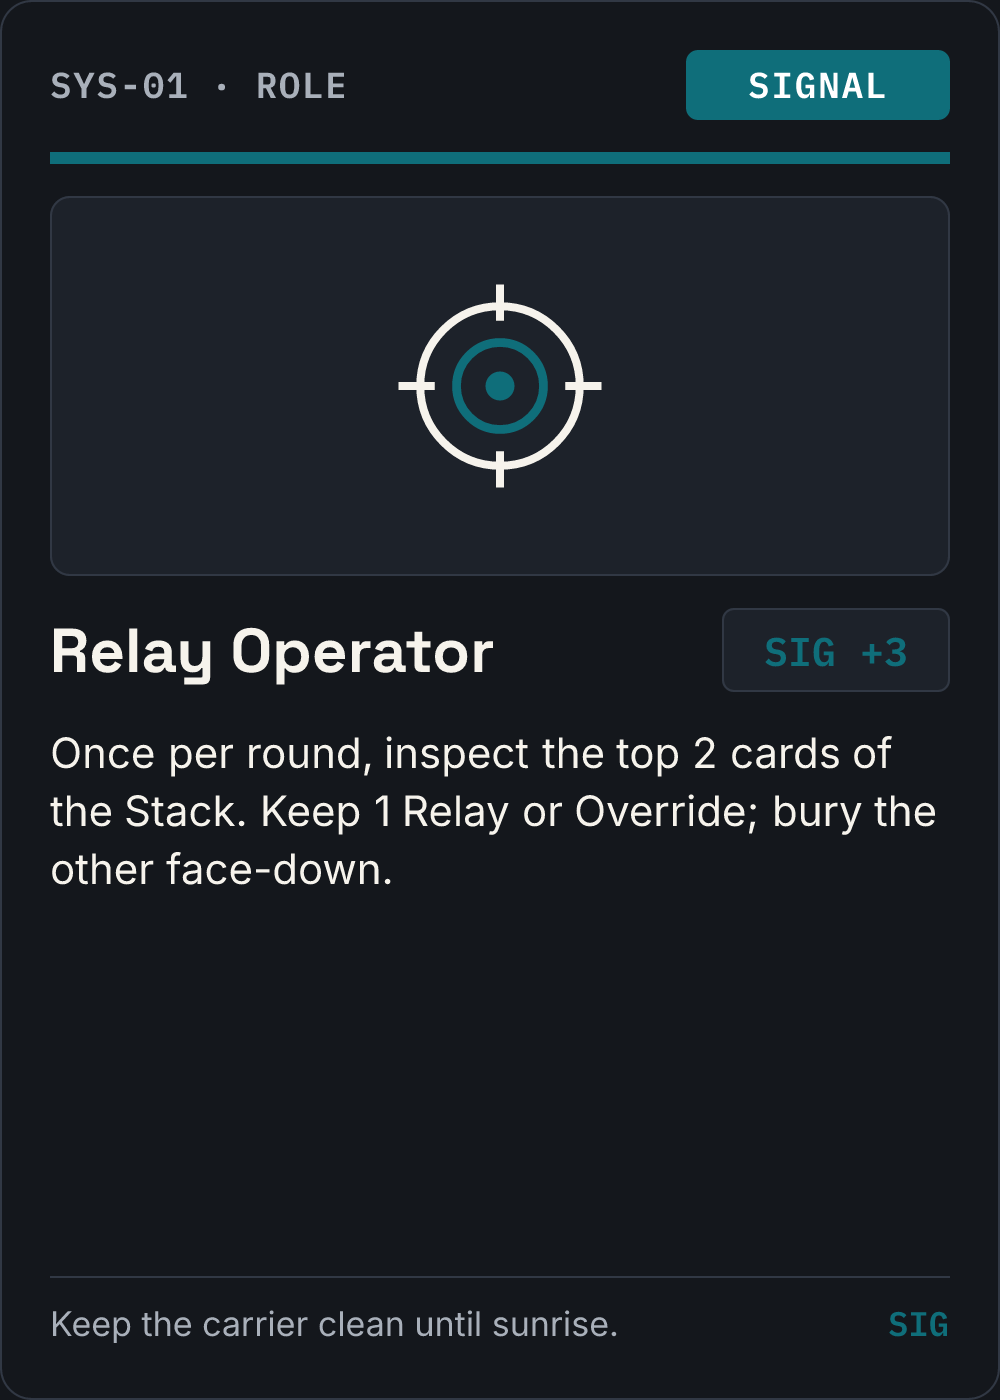 SYS-01 · ROLE
SIGNAL
Relay Operator
SIG +3
Once per round, inspect the top 2 cards of
the Stack. Keep 1 Relay or Override; bury the
other face-down.
Keep the carrier clean until sunrise.
SIG